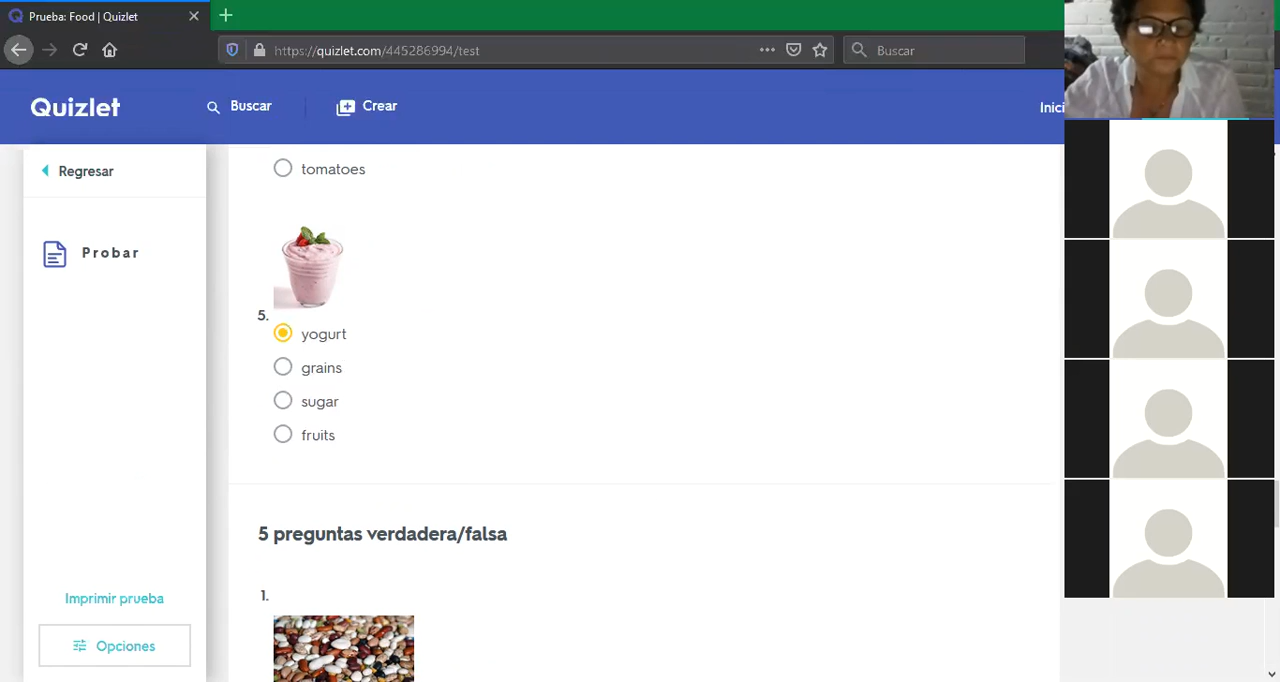 Prueba: Food | Quizlet
https://quizlet.com/445286994/test
Buscar
Quizlet
Buscar
Crear
Inici
Regresar
Probar
tomatoes
5.
yogurt
grains
sugar
fruits
5 preguntas verdadera/falsa
1.
Imprimir prueba
Opciones